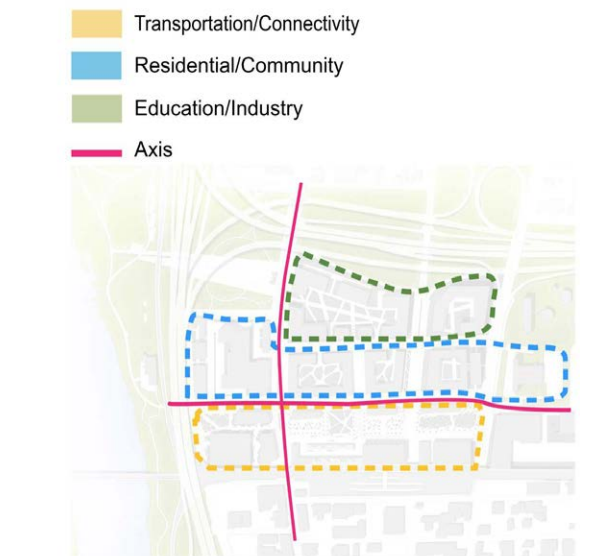 Transportation/Connectivity
Residential/Community
Education/Industry
Axis